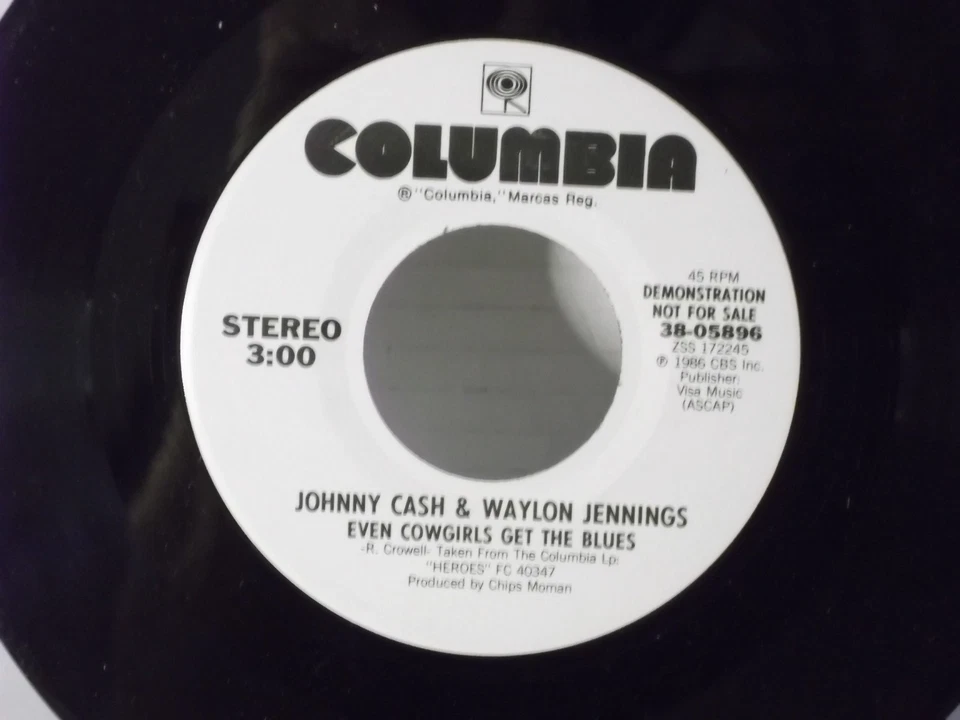 COLUMBIA
® "Columbia," Marcas Reg.
STEREO
3:00
45 RPM
DEMONSTRATION
NOT FOR SALE
38-05896
ZSS 172245
℗ 1986 CBS Inc.
Publisher:
Visa Music
(ASCAP)
JOHNNY CASH & WAYLON JENNINGS
EVEN COWGIRLS GET THE BLUES
-R. Crowell- Taken From The Columbia Lp:
"HEROES" FC 40347
Produced by Chips Moman